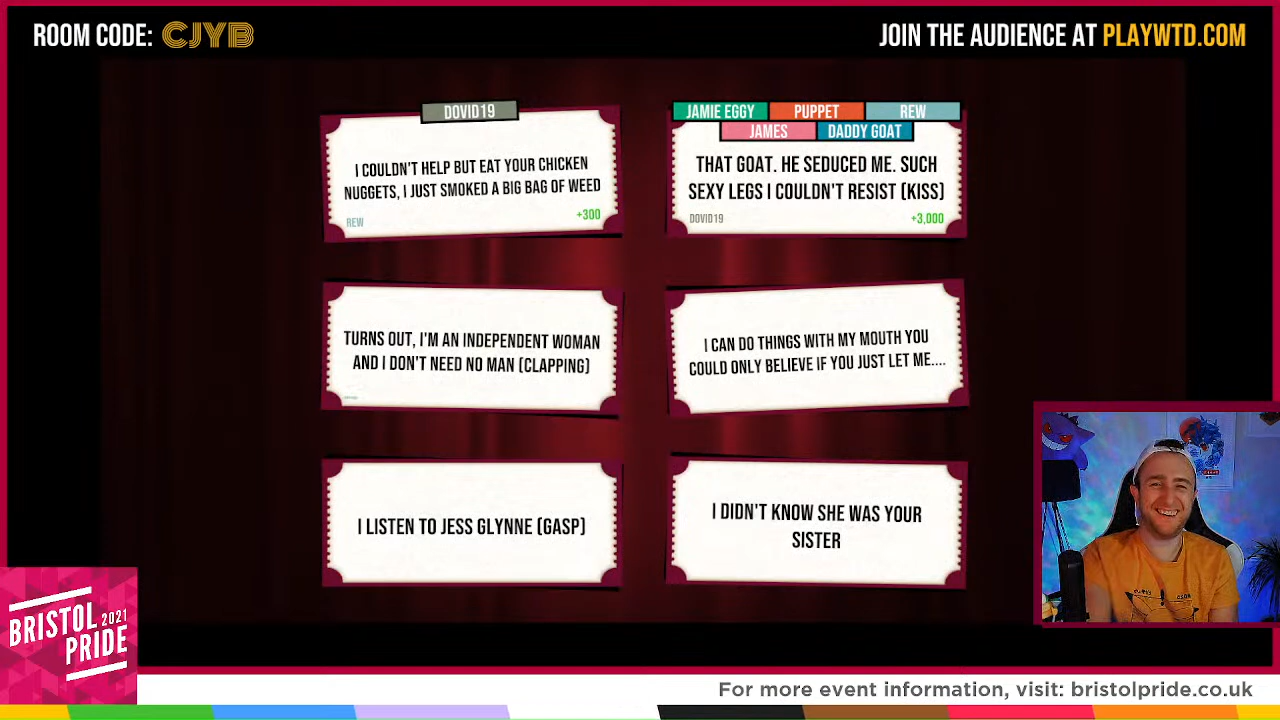 ROOM CODE: CJYB
JOIN THE AUDIENCE AT PLAYWTD.COM
DOVID19
I COULDN'T HELP BUT EAT YOUR CHICKEN
NUGGETS, I JUST SMOKED A BIG BAG OF WEED
REW
+300
JAMIE EGGY
PUPPET
REW
JAMES
DADDY GOAT
THAT GOAT. HE SEDUCED ME. SUCH
SEXY LEGS I COULDN'T RESIST (KISS)
DOVID19
+3,000
TURNS OUT, I'M AN INDEPENDENT WOMAN
AND I DON'T NEED NO MAN (CLAPPING)
I CAN DO THINGS WITH MY MOUTH YOU
COULD ONLY BELIEVE IF YOU JUST LET ME....
I LISTEN TO JESS GLYNNE (GASP)
I DIDN'T KNOW SHE WAS YOUR
SISTER
BRISTOL 2021
PRIDE
For more event information, visit: bristolpride.co.uk